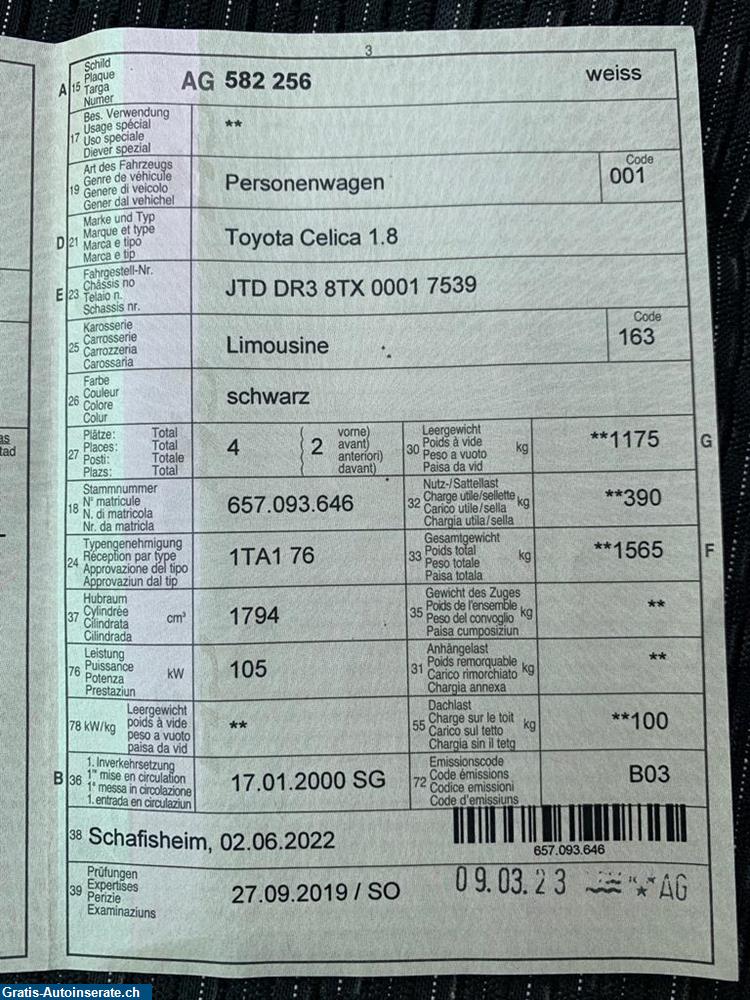 3
A 15 Schild
Plaque
Targa
Numer
AG 582 256
weiss
17 Bes. Verwendung
Usage spécial
Uso speciale
Diever spezial
**
19 Art des Fahrzeugs
Genre de véhicule
Genere di veicolo
Gener dal vehichel
Personenwagen
Code
001
D 21 Marke und Typ
Marque et type
Marca e tipo
Marca e tip
Toyota Celica 1.8
E 23 Fahrgestell-Nr.
Châssis no
Telaio n.
Schassis nr.
JTD DR3 8TX 0001 7539
25 Karosserie
Carrosserie
Carrozzeria
Carossaria
Limousine
Code
163
26 Farbe
Couleur
Colore
Colur
schwarz
27 Plätze: Total
Places: Total
Posti: Totale
Plazs: Total
4
( 2 vorne)
avant)
anteriori)
davant)
30 Leergewicht
Poids à vide
Peso a vuoto
Paisa da vid
kg
**1175
G
18 Stammnummer
N° matricule
N. di matricola
Nr. da matricla
657.093.646
32 Nutz-/Sattellast
Charge utile/sellette
Carico utile/sella
Chargia utila/sella
kg
**390
24 Typengenehmigung
Réception par type
Approvazione del tipo
Approvaziun dal tip
1TA1 76
33 Gesamtgewicht
Poids total
Peso totale
Paisa totala
kg
**1565
F
37 Hubraum
Cylindrée
Cilindrata
Cilindrada
cm³
1794
35 Gewicht des Zuges
Poids de l'ensemble
Peso del convoglio
Paisa cumposiziun
kg
**
76 Leistung
Puissance
Potenza
Prestaziun
kW
105
31 Anhängelast
Poids remorquable
Carico rimorchiato
Chargia annexa
kg
**
78 kW/kg
Leergewicht
poids à vide
peso a vuoto
paisa da vid
**
55 Dachlast
Charge sur le toit
Carico sul tetto
Chargia sin il tetg
kg
**100
B 36 1. Inverkehrsetzung
1re mise en circulation
1a messa in circolazione
1. entrada en circulaziun
17.01.2000 SG
72 Emissionscode
Code émissions
Codice emissioni
Code d'emissiuns
B03
38 Schafisheim, 02.06.2022
657.093.646
39 Prüfungen
Expertises
Perizie
Examinaziuns
27.09.2019 / SO
09.03.23 AG
as
tad
Gratis-Autoinserate.ch